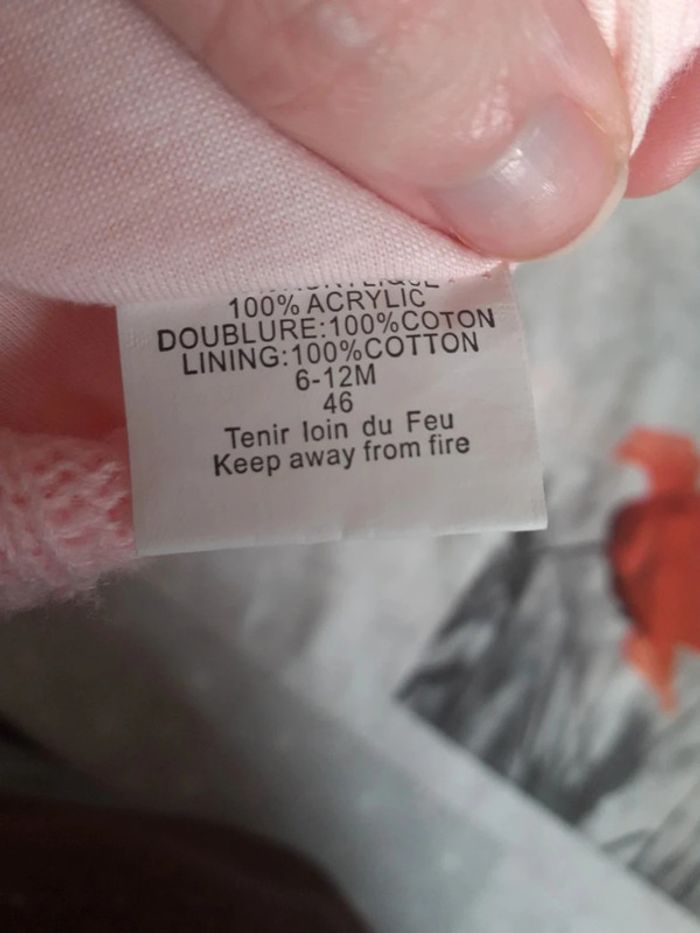 100% ACRYLIC
DOUBLURE:100%COTON
LINING:100%COTTON
6-12M
46
Tenir loin du Feu
Keep away from fire